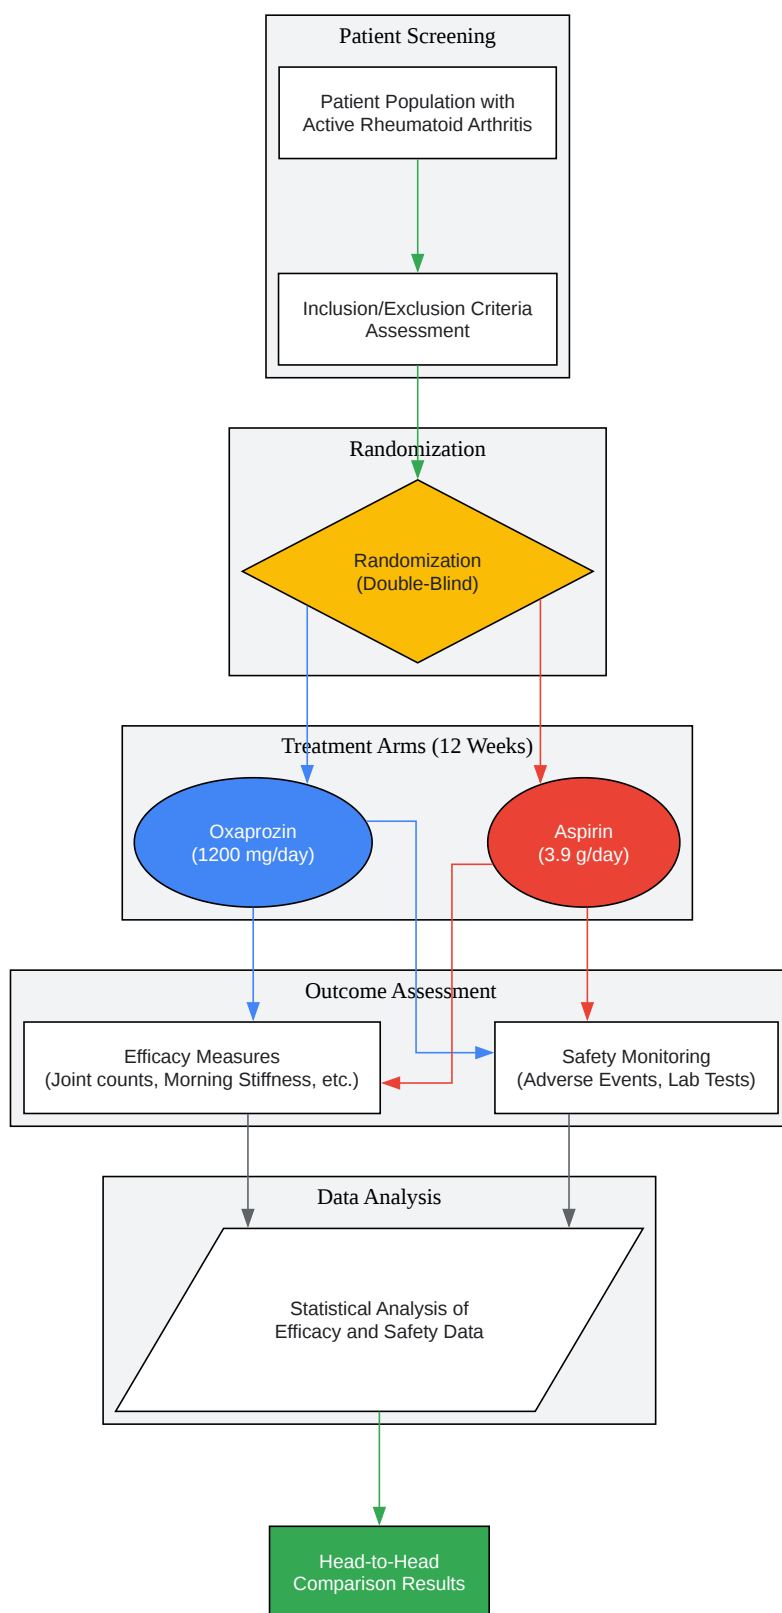 Patient Screening
Patient Population with
Active Rheumatoid Arthritis
Inclusion/Exclusion Criteria
Assessment
Randomization
Randomization
(Double-Blind)
Treatment Arms (12 Weeks)
Oxaprozin
(1200 mg/day)
Aspirin
(3.9 g/day)
Outcome Assessment
Efficacy Measures
(Joint counts, Morning Stiffness, etc.)
Safety Monitoring
(Adverse Events, Lab Tests)
Data Analysis
Statistical Analysis of
Efficacy and Safety Data
Head-to-Head
Comparison Results